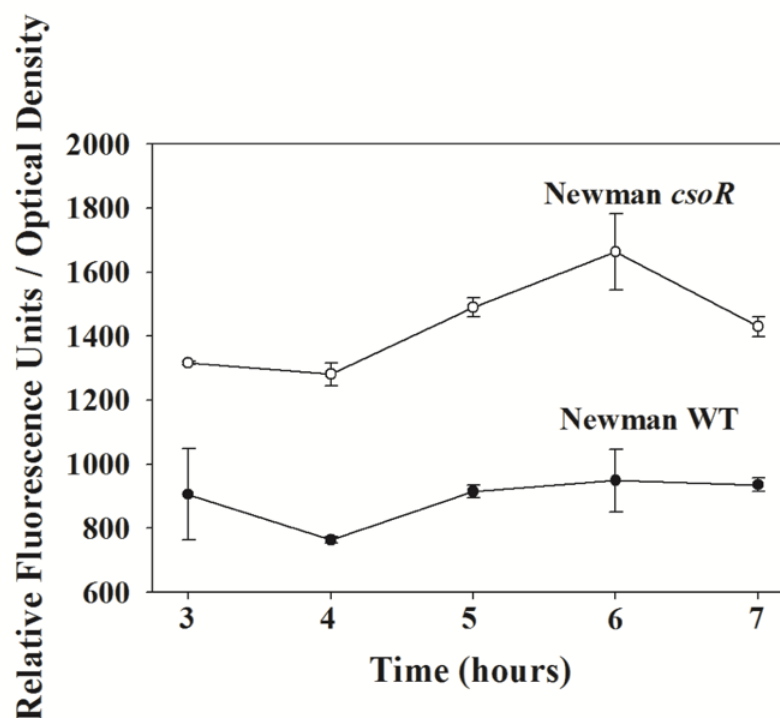 Relative Fluorescence Units / Optical Density
2000
1800
1600
1400
1200
1000
800
600
Newman csoR
Newman WT
3 4 5 6 7
Time (hours)